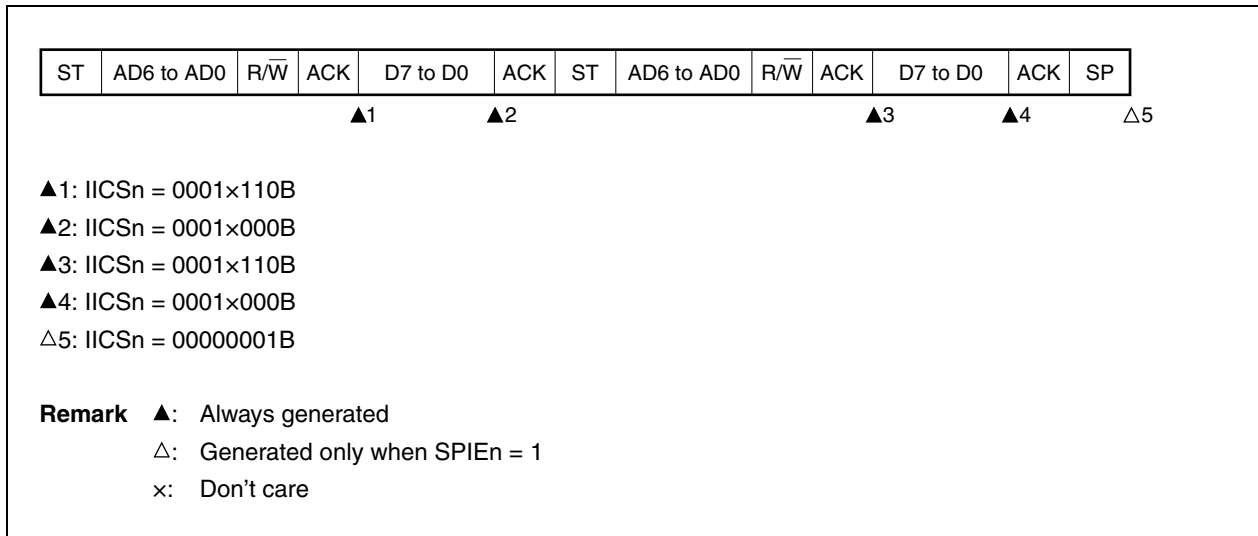 ST AD6 to AD0 R/W̅ ACK D7 to D0 ACK ST AD6 to AD0 R/W̅ ACK D7 to D0 ACK SP
▲1 ▲2 ▲3 ▲4 △5
▲1: IICSn = 0001×110B
▲2: IICSn = 0001×000B
▲3: IICSn = 0001×110B
▲4: IICSn = 0001×000B
△5: IICSn = 00000001B
Remark ▲: Always generated
△: Generated only when SPIEn = 1
×: Don't care